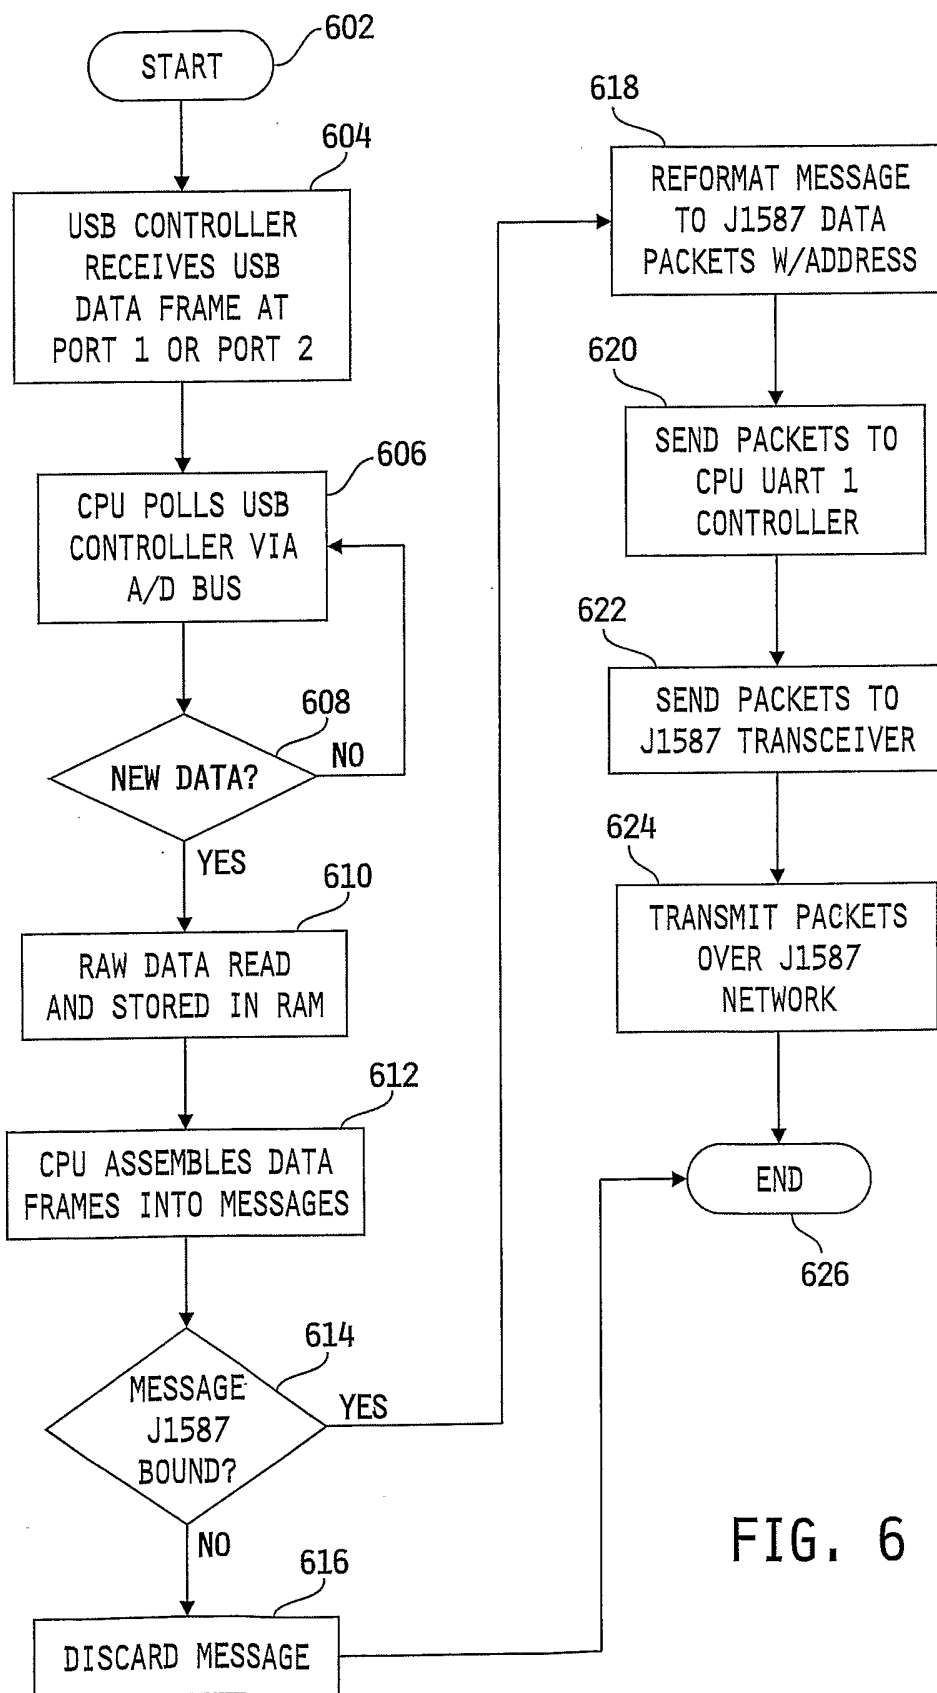 602
START
604
USB CONTROLLER
RECEIVES USB
DATA FRAME AT
PORT 1 OR PORT 2
606
CPU POLLS USB
CONTROLLER VIA
A/D BUS
608
NEW DATA?
NO
YES
610
RAW DATA READ
AND STORED IN RAM
612
CPU ASSEMBLES DATA
FRAMES INTO MESSAGES
614
MESSAGE
J1587
BOUND?
YES
NO
616
DISCARD MESSAGE
618
REFORMAT MESSAGE
TO J1587 DATA
PACKETS W/ADDRESS
620
SEND PACKETS TO
CPU UART 1
CONTROLLER
622
SEND PACKETS TO
J1587 TRANSCEIVER
624
TRANSMIT PACKETS
OVER J1587
NETWORK
END
626
FIG. 6